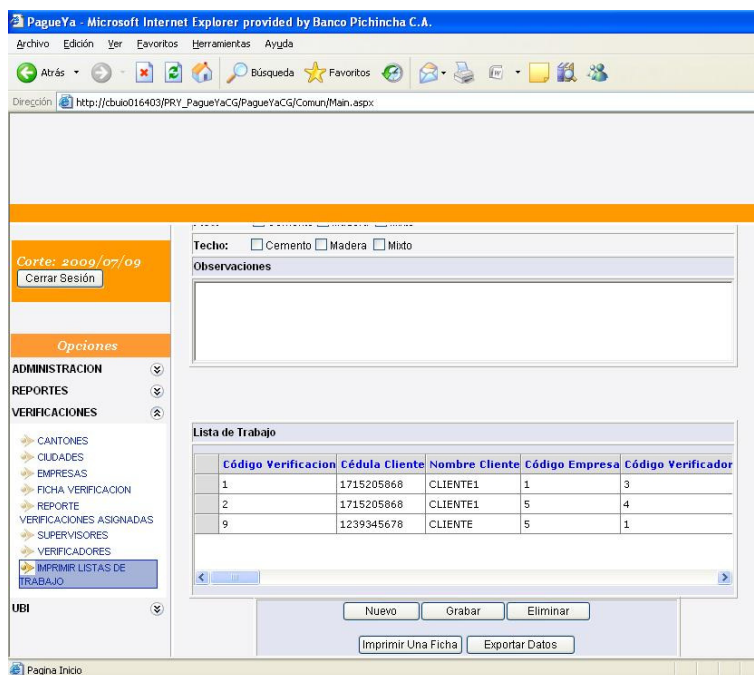 PagueYa - Microsoft Internet Explorer provided by Banco Pichincha C.A.
Archivo Edición Ver Favoritos Herramientas Ayuda
Atrás Búsqueda Favoritos
Dirección http://cbuio016403/PRY_PagueYaCG/PagueYaCG/Comun/Main.aspx
Corte: 2009/07/09
Cerrar Sesión
Opciones
ADMINISTRACION
REPORTES
VERIFICACIONES
CANTONES
CIUDADES
EMPRESAS
FICHA VERIFICACION
REPORTE
VERIFICACIONES ASIGNADAS
SUPERVISORES
VERIFICADORES
IMPRIMIR LISTAS DE
TRABAJO
UBI
Techo: Cemento Madera Mixto
Observaciones
Lista de Trabajo
Código Verificacion Cédula Cliente Nombre Cliente Código Empresa Código Verificador
1 1715205868 CLIENTE1 1 3
2 1715205868 CLIENTE1 5 4
9 1239345678 CLIENTE 5 1
Nuevo Grabar Eliminar
Imprimir Una Ficha Exportar Datos
Pagina Inicio